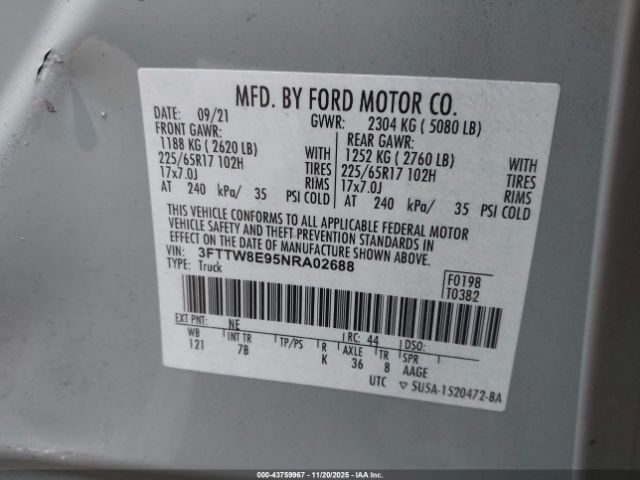 MFD. BY FORD MOTOR CO.
DATE: 09/21 GVWR: 2304 KG ( 5080 LB)
FRONT GAWR: REAR GAWR:
1188 KG ( 2620 LB) WITH 1252 KG ( 2760 LB) WITH
225/65R17 102H TIRES 225/65R17 102H TIRES
17x7.0J RIMS 17x7.0J RIMS
AT 240 kPa/ 35 PSI COLD AT 240 kPa/ 35 PSI COLD
THIS VEHICLE CONFORMS TO ALL APPLICABLE FEDERAL MOTOR
VEHICLE SAFETY AND THEFT PREVENTION STANDARDS IN
EFFECT ON THE DATE OF MANUFACTURE SHOWN ABOVE.
VIN: 3FTTW8E95NRA02688
TYPE: Truck
F0198
T0382
EXT PNT: NE RC: 44 DSO:
WB INT TR TP/PS R AXLE TR SPR
121 7B K 36 8 AAGE
UTC ▽ 5U5A-1520472-BA
000-43759967 - 11/20/2025 - IAAI.COM